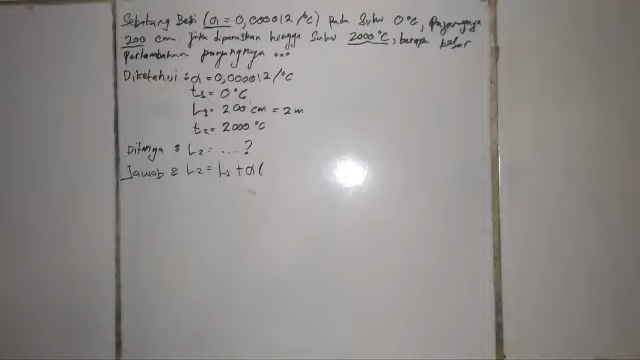 Sebatang Besi (α = 0,000012 /°C) Pada Suhu 0°C, Panjangnya
200 cm Jika dipanaskan hingga Suhu 2000°C, berapa besar
Pertambahan panjangnya ...
Diketahui : α = 0,000012/°C
t₁ = 0°C
L₁ = 200 cm = 2m
t₂ = 2000°C
Ditanya : L₂ = .... ?
Jawab : L₂ = L₁ + α (